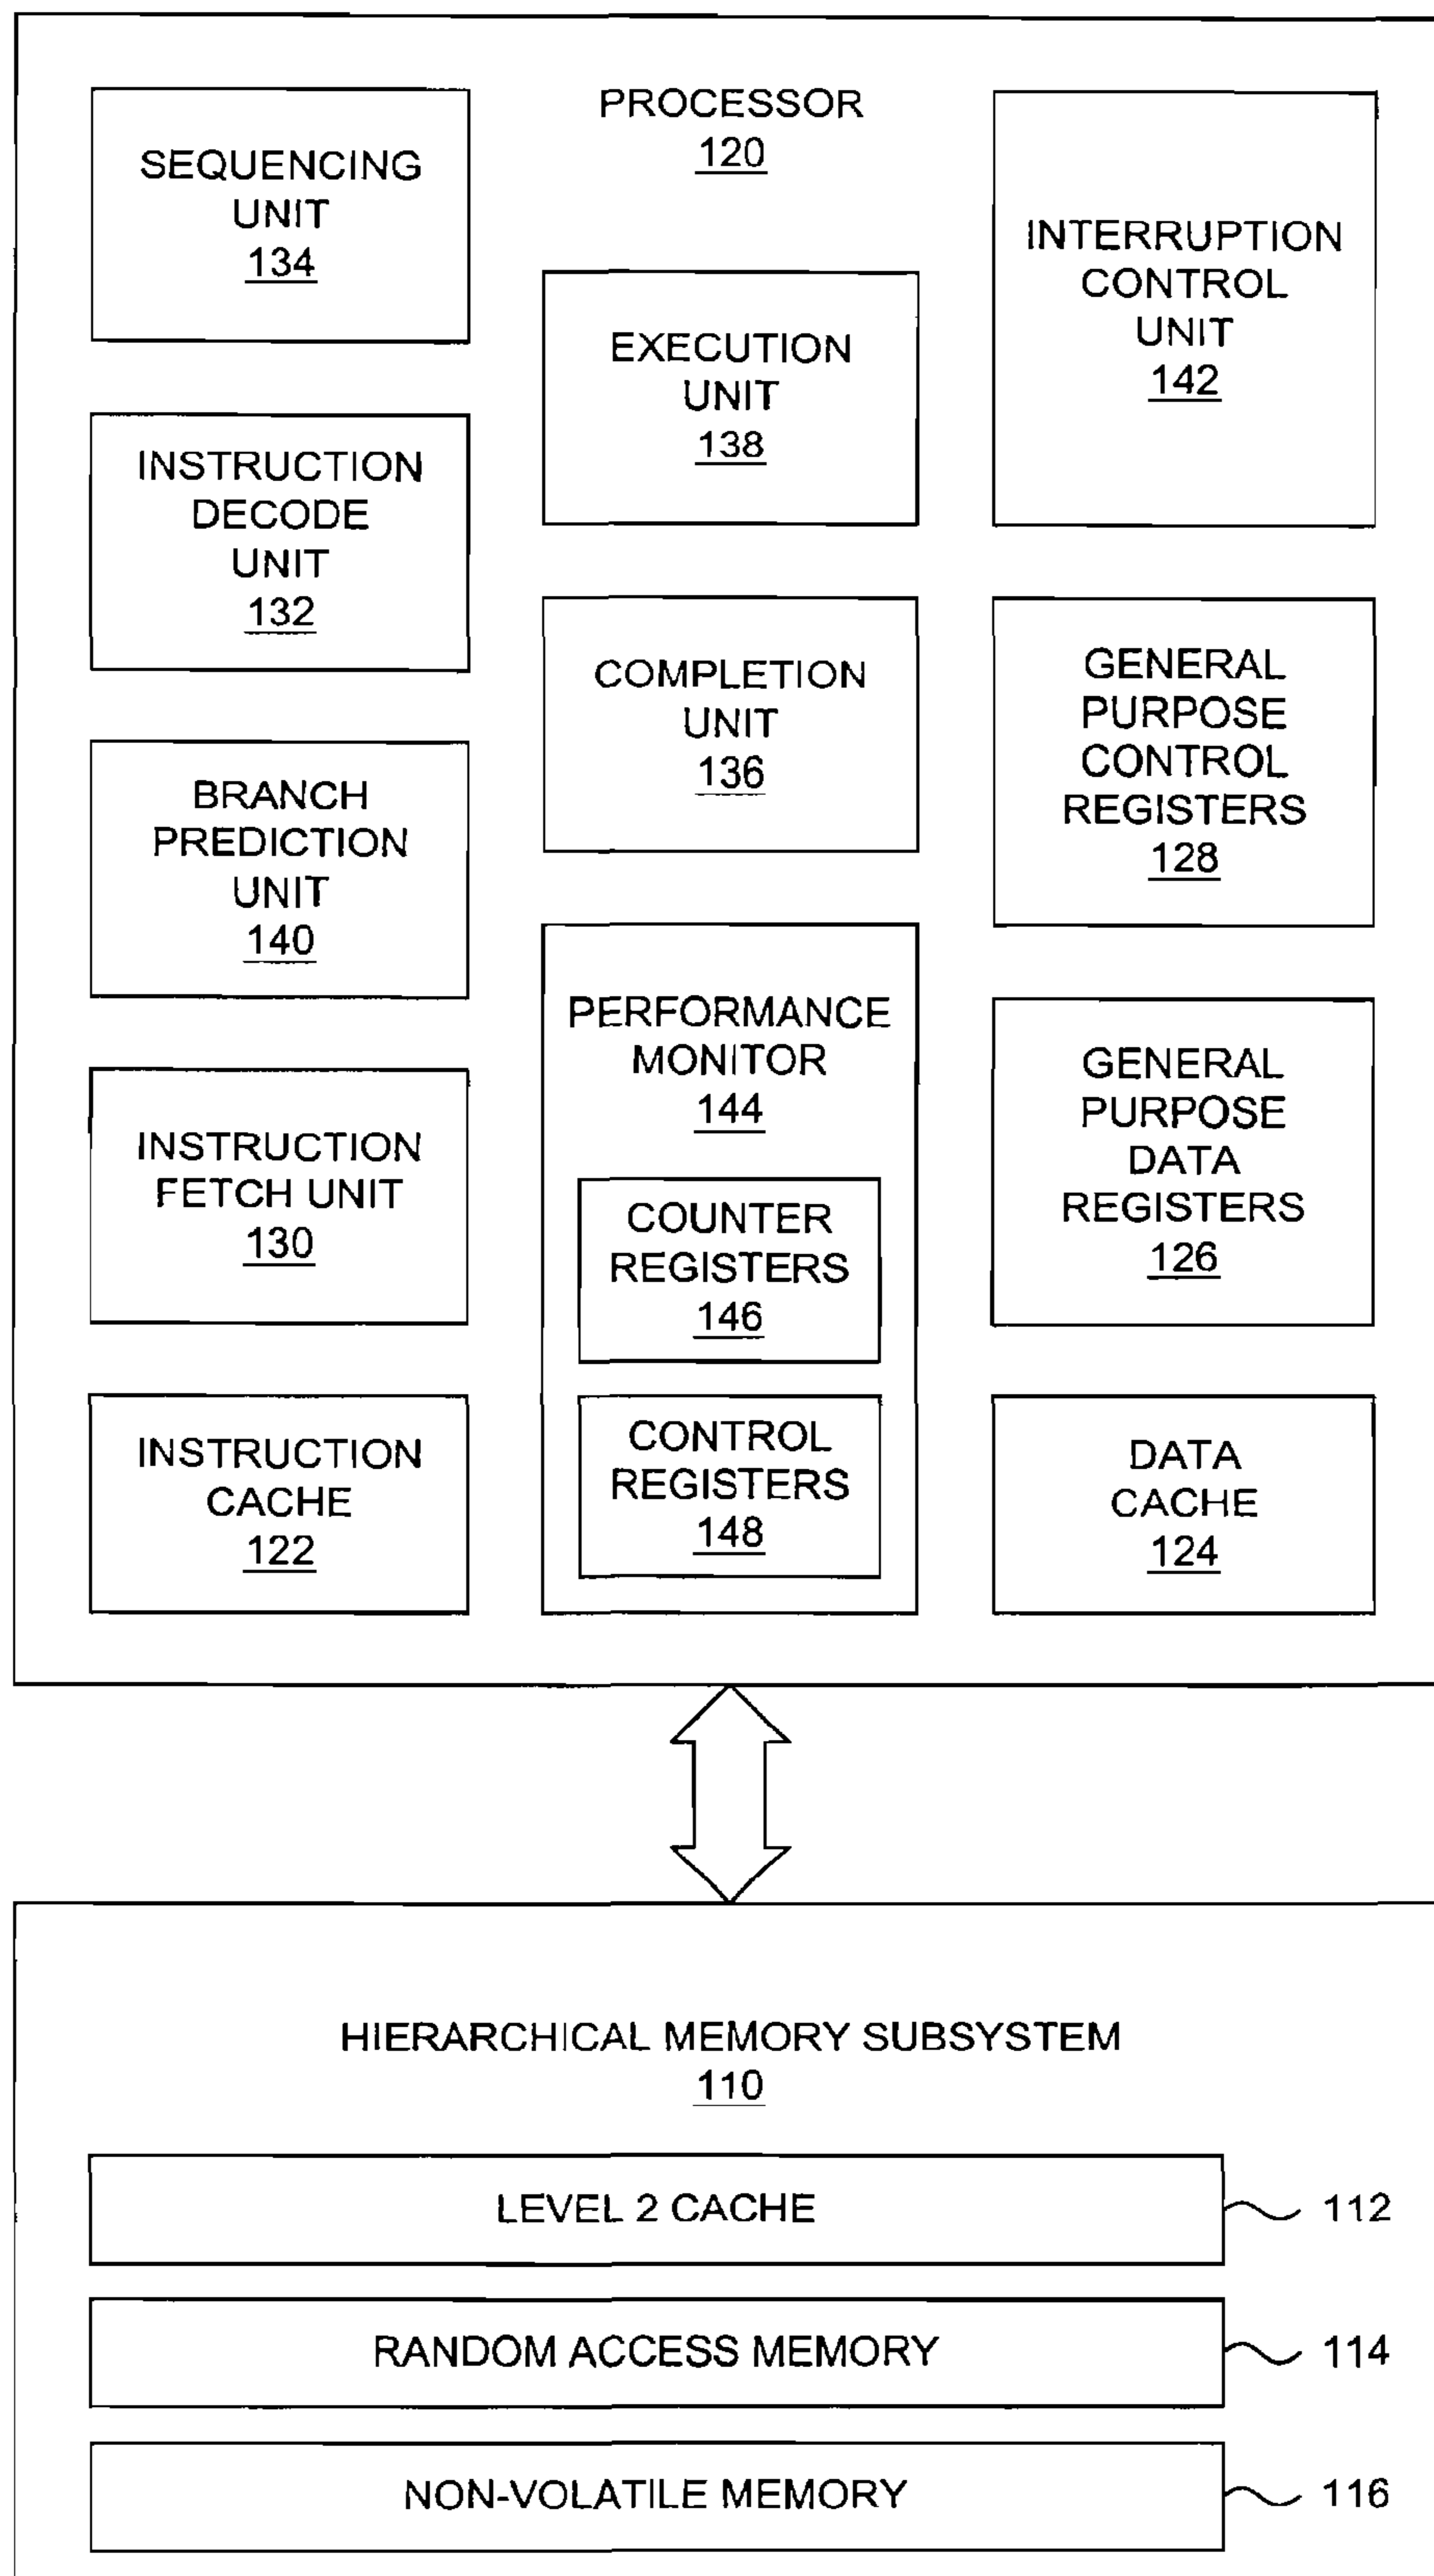 PROCESSOR
120
SEQUENCING
UNIT
134
INSTRUCTION
DECODE
UNIT
132
BRANCH
PREDICTION
UNIT
140
INSTRUCTION
FETCH UNIT
130
INSTRUCTION
CACHE
122
EXECUTION
UNIT
138
COMPLETION
UNIT
136
PERFORMANCE
MONITOR
144
COUNTER
REGISTERS
146
CONTROL
REGISTERS
148
INTERRUPTION
CONTROL
UNIT
142
GENERAL
PURPOSE
CONTROL
REGISTERS
128
GENERAL
PURPOSE
DATA
REGISTERS
126
DATA
CACHE
124
HIERARCHICAL MEMORY SUBSYSTEM
110
LEVEL 2 CACHE 112
RANDOM ACCESS MEMORY 114
NON-VOLATILE MEMORY 116